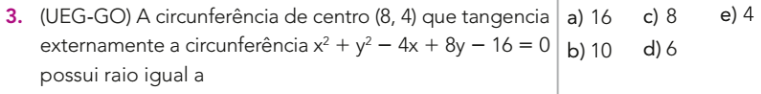 3. (UEG-GO) A circunferência de centro (8, 4) que tangencia
externamente a circunferência x² + y² − 4x + 8y − 16 = 0
possui raio igual a
a) 16 c) 8 e) 4
b) 10 d) 6